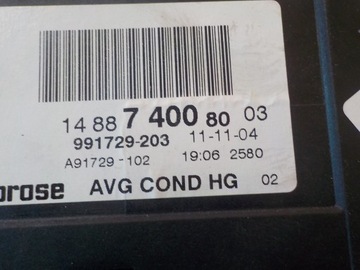 14 88 7 400 80 03
991729-203 11-11-04
A91729-102 19:06 2580
prose AVG COND HG 02